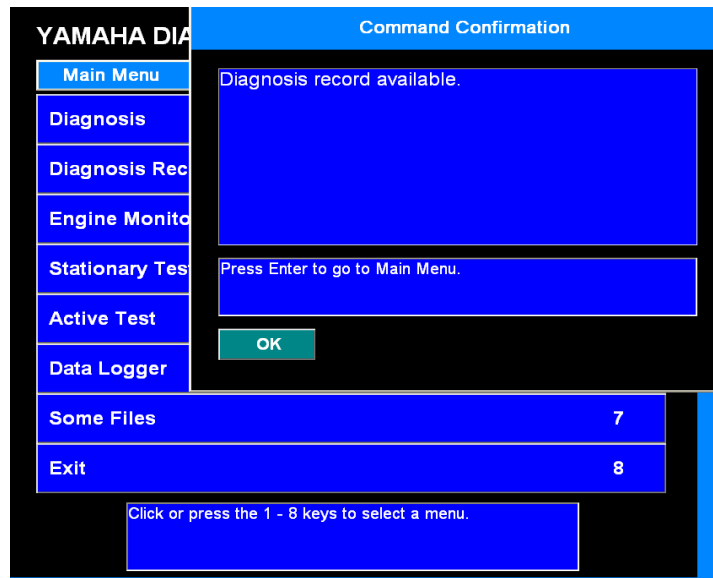 YAMAHA DIA
Command Confirmation
Main Menu
Diagnosis record available.
Diagnosis
Diagnosis Rec
Engine Monito
Stationary Tes
Press Enter to go to Main Menu.
Active Test
OK
Data Logger
Some Files 7
Exit 8
Click or press the 1 - 8 keys to select a menu.